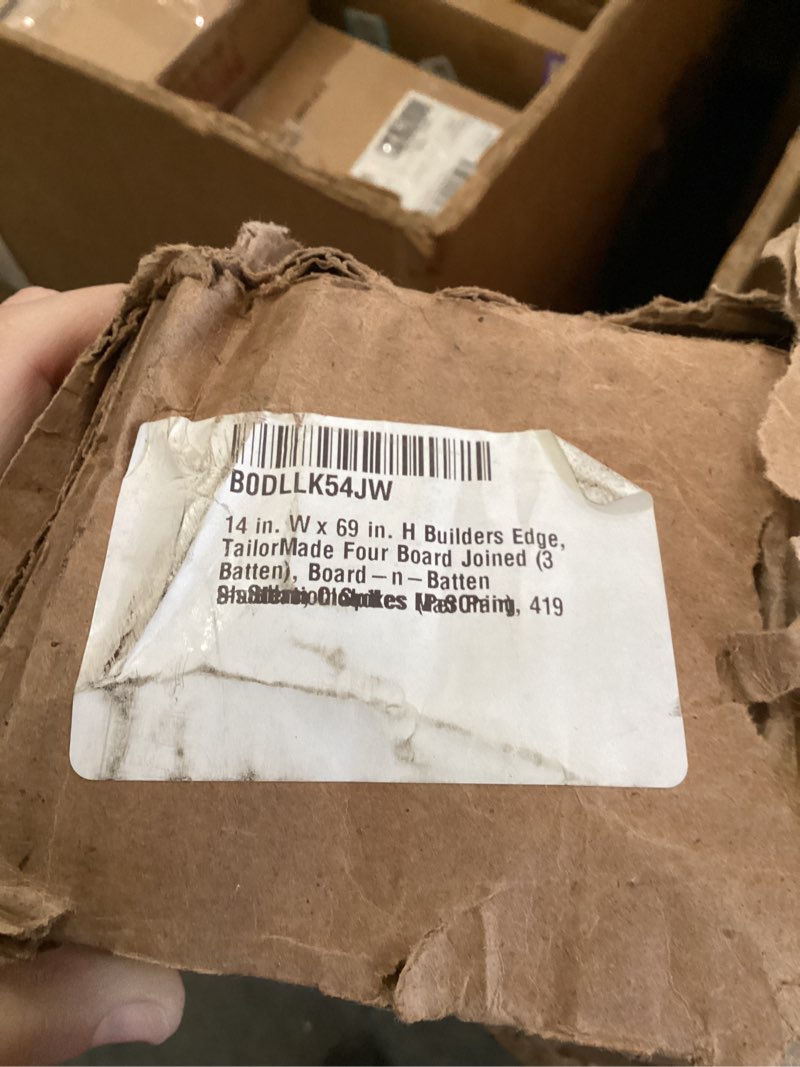 B0DLLK54JW
14 in. W x 69 in. H Builders Edge,
TailorMade Four Board Joined (3
Batten), Board-n-Batten
419